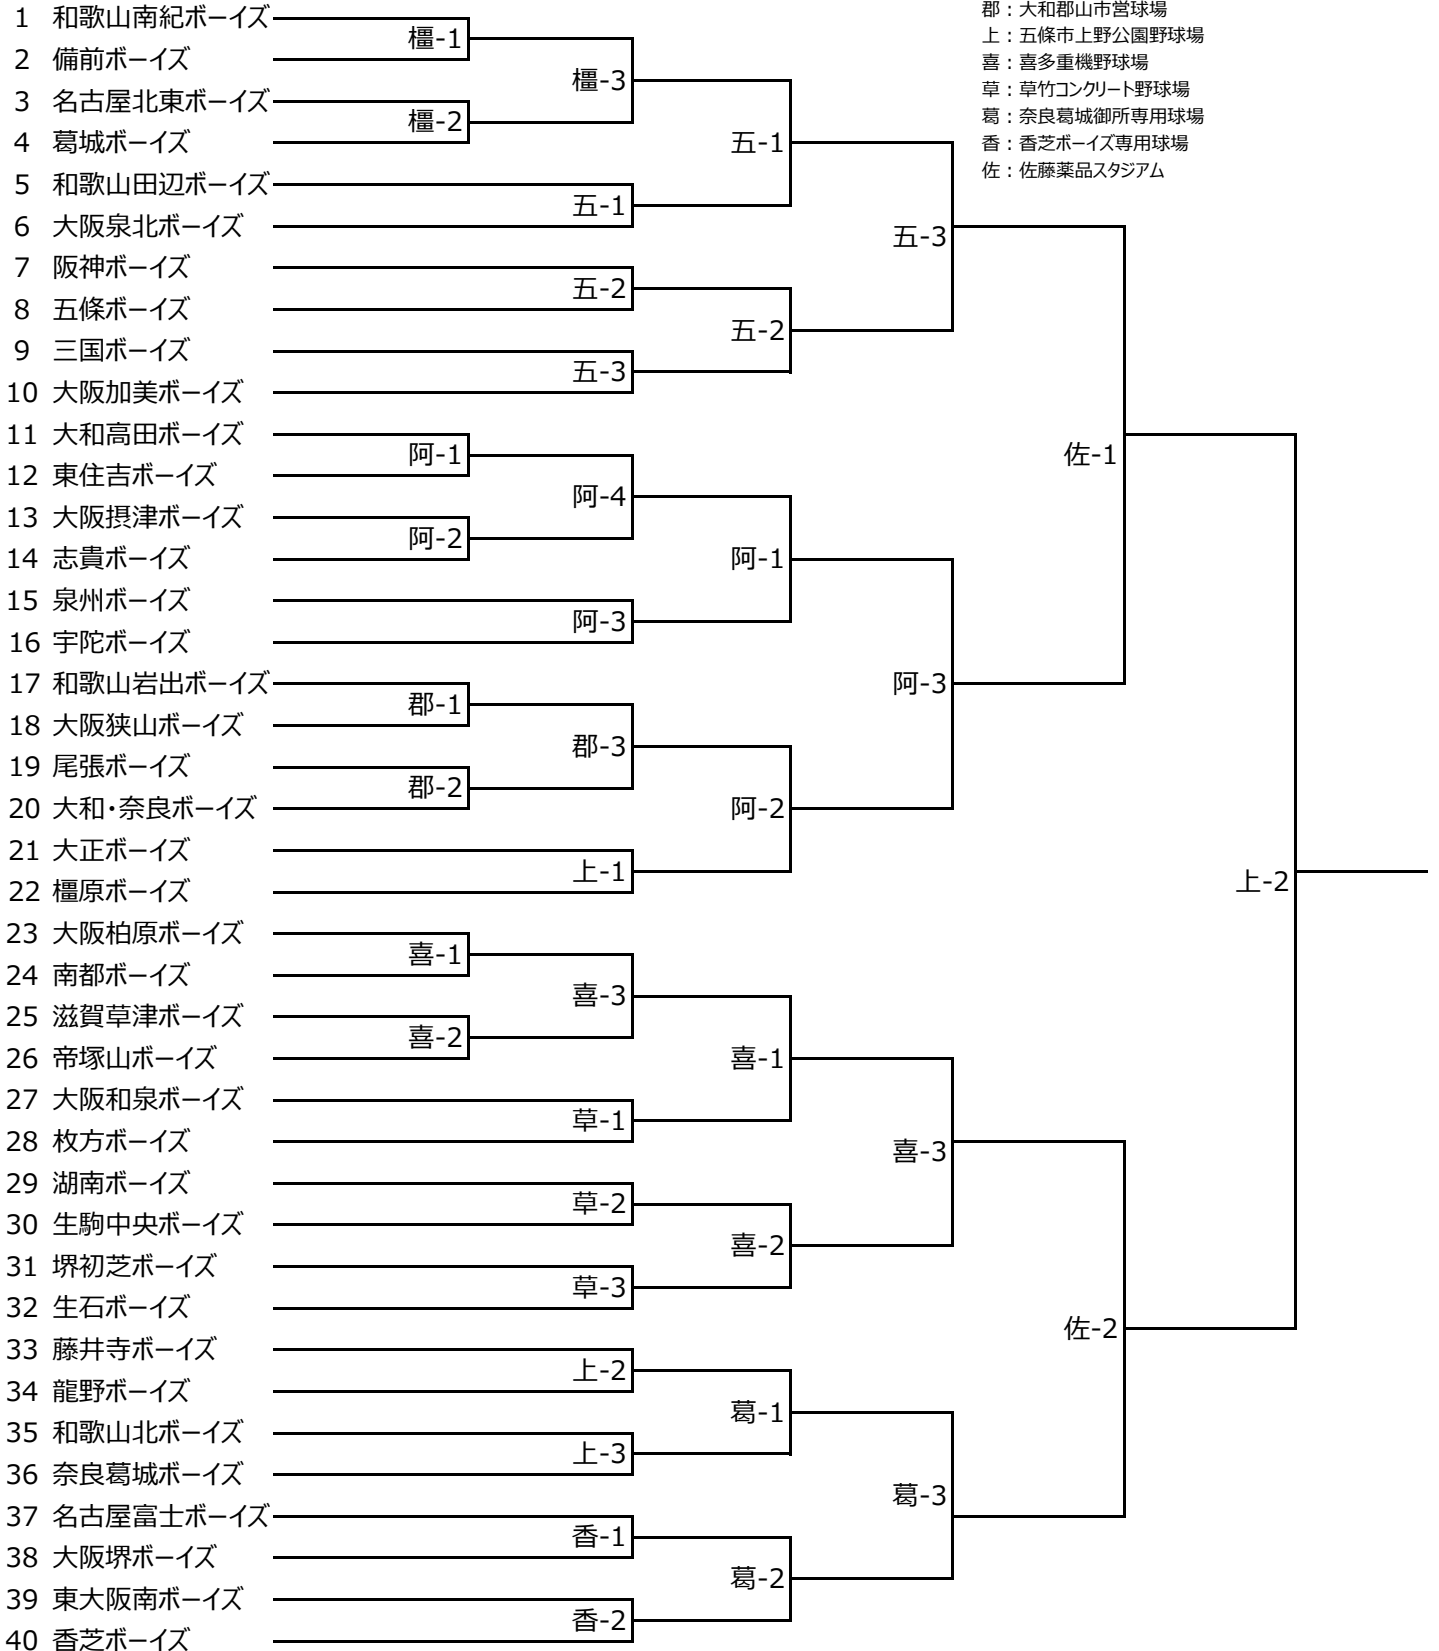 1 和歌山南紀ボーイズ
2 備前ボーイズ
3 名古屋北東ボーイズ
4 葛城ボーイズ
5 和歌山田辺ボーイズ
6 大阪泉北ボーイズ
7 阪神ボーイズ
8 五條ボーイズ
9 三国ボーイズ
10 大阪加美ボーイズ
11 大和高田ボーイズ
12 東住吉ボーイズ
13 大阪摂津ボーイズ
14 志貴ボーイズ
15 泉州ボーイズ
16 宇陀ボーイズ
17 和歌山岩出ボーイズ
18 大阪狭山ボーイズ
19 尾張ボーイズ
20 大和・奈良ボーイズ
21 大正ボーイズ
22 橿原ボーイズ
23 大阪柏原ボーイズ
24 南都ボーイズ
25 滋賀草津ボーイズ
26 帝塚山ボーイズ
27 大阪和泉ボーイズ
28 枚方ボーイズ
29 湖南ボーイズ
30 生駒中央ボーイズ
31 堺初芝ボーイズ
32 生石ボーイズ
33 藤井寺ボーイズ
34 龍野ボーイズ
35 和歌山北ボーイズ
36 奈良葛城ボーイズ
37 名古屋富士ボーイズ
38 大阪堺ボーイズ
39 東大阪南ボーイズ
40 香芝ボーイズ
橿-1
橿-2
阿-1
阿-2
郡-1
郡-2
喜-1
喜-2
橿-3
五-1
五-2
五-3
阿-4
阿-3
郡-3
上-1
喜-3
草-1
草-2
草-3
上-2
上-3
香-1
香-2
五-1
五-2
阿-1
阿-2
喜-1
喜-2
葛-1
葛-2
五-3
阿-3
喜-3
葛-3
佐-1
佐-2
上-2
郡：大和郡山市営球場
上：五條市上野公園野球場
喜：喜多重機野球場
草：草竹コンクリート野球場
葛：奈良葛城御所専用球場
香：香芝ボーイズ専用球場
佐：佐藤薬品スタジアム